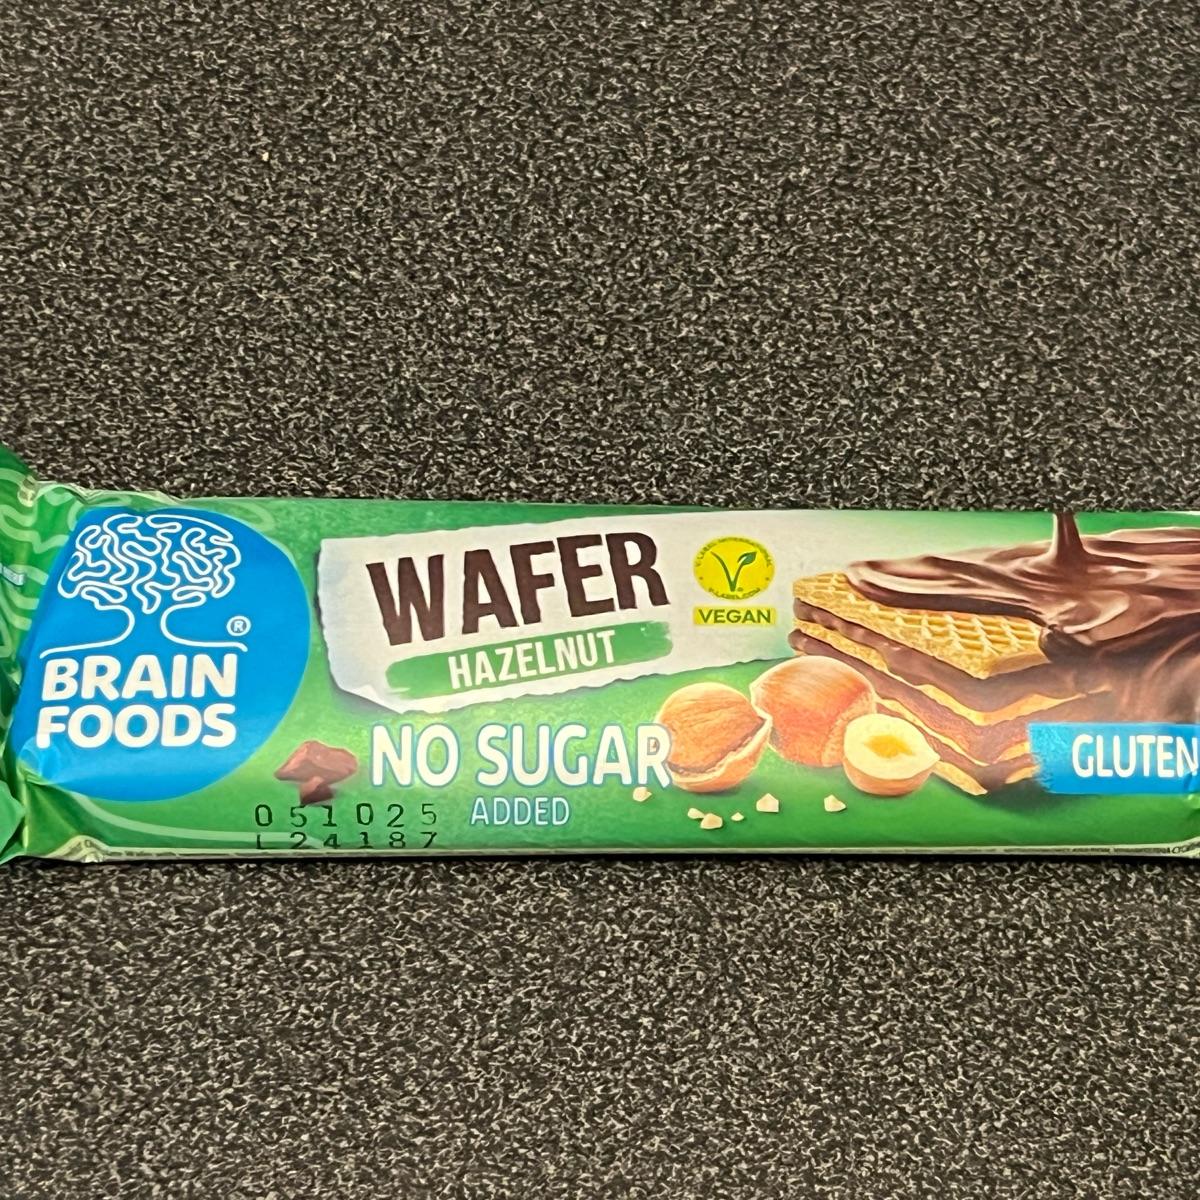 BRAIN
FOODS
®
WAFER
HAZELNUT
VEGAN
NO SUGAR
ADDED
GLUTEN
051025
L24187